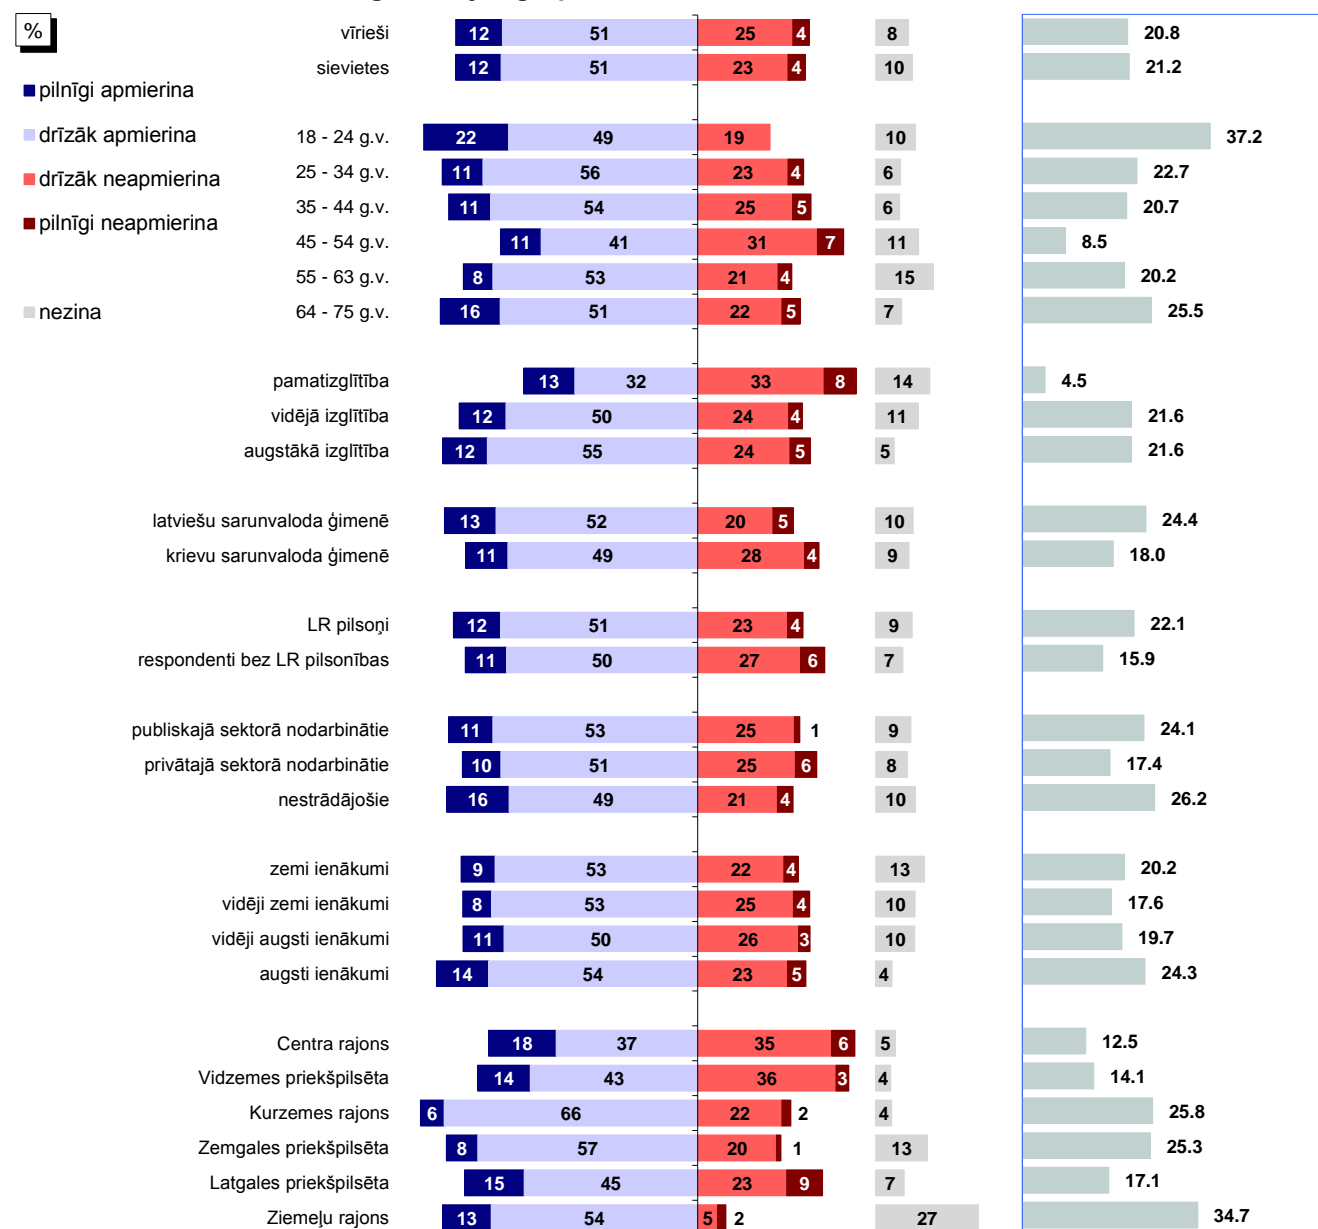 %
pilnīgi apmierina
drīzāk apmierina
drīzāk neapmierina
pilnīgi neapmierina
nezina
vīrieši 12 51 25 4 8 20.8
sievietes 12 51 23 4 10 21.2
18 - 24 g.v. 22 49 19 10 37.2
25 - 34 g.v. 11 56 23 4 6 22.7
35 - 44 g.v. 11 54 25 5 6 20.7
45 - 54 g.v. 11 41 31 7 11 8.5
55 - 63 g.v. 8 53 21 4 15 20.2
64 - 75 g.v. 16 51 22 5 7 25.5
pamatizglītība 13 32 33 8 14 4.5
vidējā izglītība 12 50 24 4 11 21.6
augstākā izglītība 12 55 24 5 5 21.6
latviešu sarunvaloda ģimenē 13 52 20 5 10 24.4
krievu sarunvaloda ģimenē 11 49 28 4 9 18.0
LR pilsoņi 12 51 23 4 9 22.1
respondenti bez LR pilsonības 11 50 27 6 7 15.9
publiskajā sektorā nodarbinātie 11 53 25 1 9 24.1
privātajā sektorā nodarbinātie 10 51 25 6 8 17.4
nestrādājošie 16 49 21 4 10 26.2
zemi ienākumi 9 53 22 4 13 20.2
vidēji zemi ienākumi 8 53 25 4 10 17.6
vidēji augsti ienākumi 11 50 26 3 10 19.7
augsti ienākumi 14 54 23 5 4 24.3
Centra rajons 18 37 35 6 5 12.5
Vidzemes priekšpilsēta 14 43 36 3 4 14.1
Kurzemes rajons 6 66 22 2 4 25.8
Zemgales priekšpilsēta 8 57 20 1 13 25.3
Latgales priekšpilsēta 15 45 23 9 7 17.1
Ziemeļu rajons 13 54 5 2 27 34.7